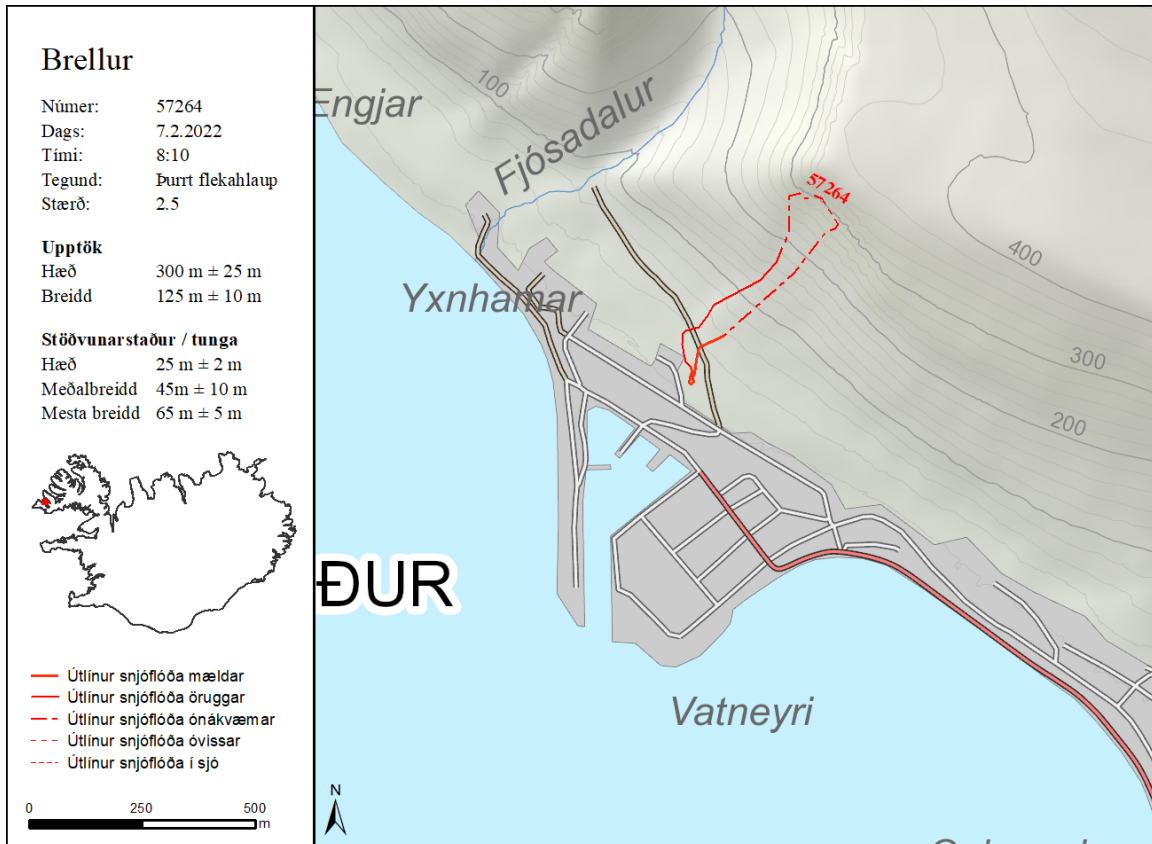 Brellur
Númer: 57264
Dags: 7.2.2022
Tími: 8:10
Tegund: Þurrt flekahlaup
Stærð: 2.5
Upptök
Hæð 300 m ± 25 m
Breidd 125 m ± 10 m
Stöðvunarstaður / tunga
Hæð 25 m ± 2 m
Meðalbreidd 45m ± 10 m
Mesta breidd 65 m ± 5 m
Útlínur snjóflóða mældar
Útlínur snjóflóða öruggar
Útlínur snjóflóða ónákvæmar
Útlínur snjóflóða óvissar
Útlínur snjóflóða í sjó
0 250 500
m
100
Engjar
Fjósadalur
57264
400
Yxnhamar
300
200
ÐUR
Vatneyri
N